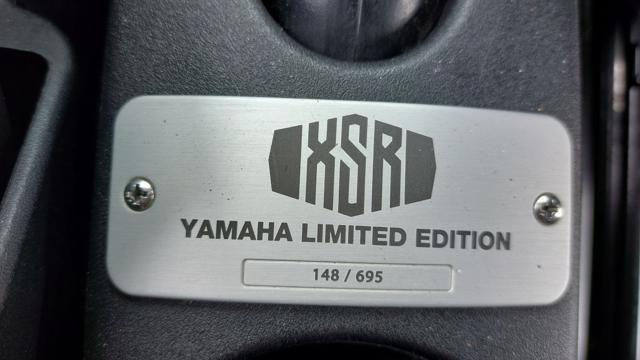 XSR
YAMAHA LIMITED EDITION
148 / 695